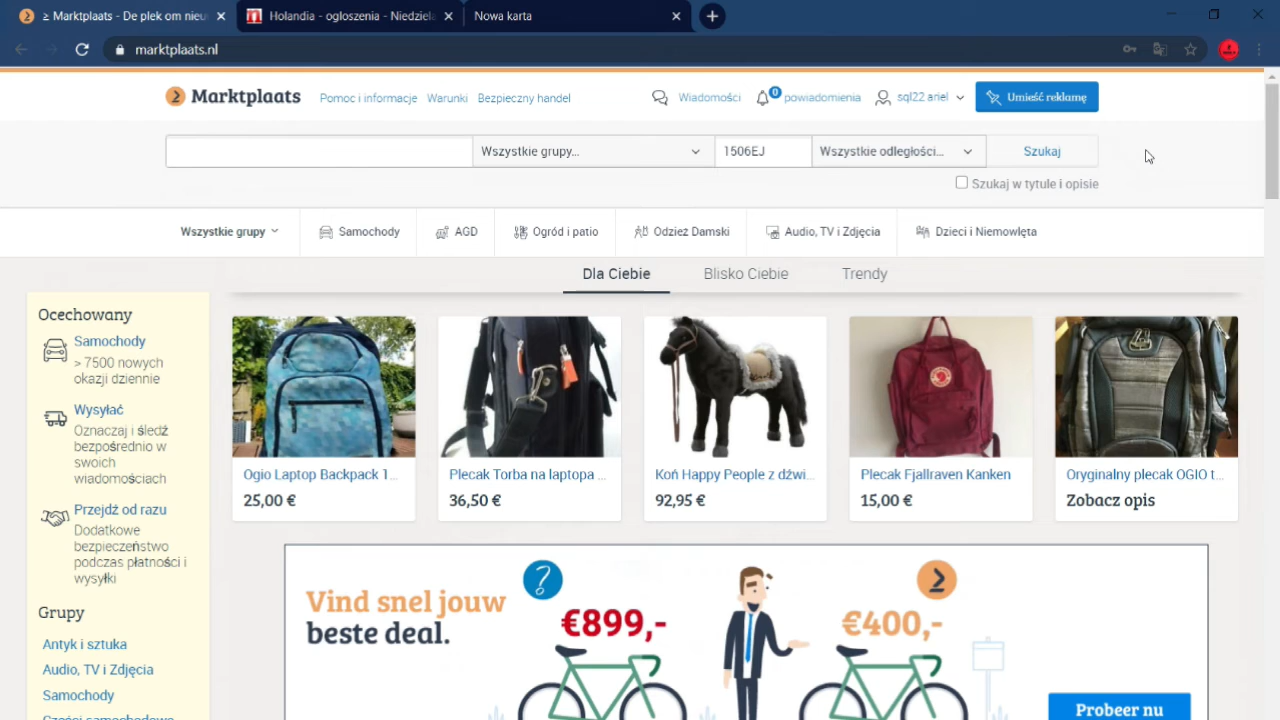 ≥ Marktplaats - De plek om nieu
Holandia - ogloszenia - Niedziela
Nowa karta
marktplaats.nl
Marktplaats
Pomoc i informacje
Warunki
Bezpieczny handel
Wiadomości
0
powiadomienia
sql22 ariel
Umieść reklamę
Wszystkie grupy...
1506EJ
Wszystkie odległości...
Szukaj
Szukaj w tytule i opisie
Wszystkie grupy
Samochody
AGD
Ogród i patio
Odzież Damski
Audio, TV i Zdjęcia
Dzieci i Niemowlęta
Dla Ciebie
Blisko Ciebie
Trendy
Ocechowany
Samochody
> 7500 nowych
okazji dziennie
Wysyłać
Oznaczaj i śledź
bezpośrednio w
swoich
wiadomościach
Przejdź od razu
Dodatkowe
bezpieczeństwo
podczas płatności i
wysyłki
Grupy
Antyk i sztuka
Audio, TV i Zdjęcia
Samochody
Części samochodowe
Ogio Laptop Backpack 1...
25,00 €
Plecak Torba na laptopa ...
36,50 €
Koń Happy People z dźwi...
92,95 €
Plecak Fjallraven Kanken
15,00 €
Oryginalny plecak OGIO t...
Zobacz opis
Vind snel jouw
beste deal.
?
€899,-
€400,-
Probeer nu